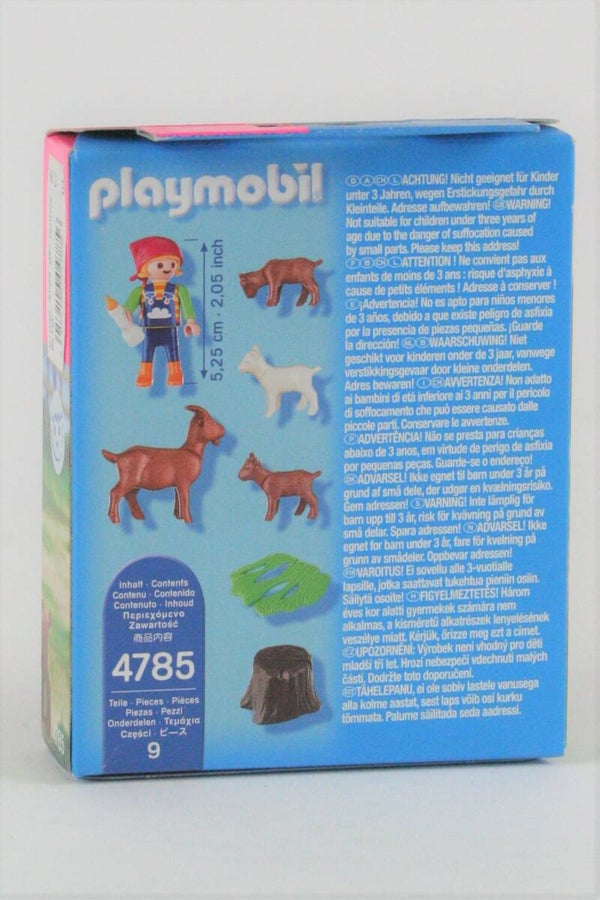 playmobil
5,25 cm - 2,05 inch
Inhalt · Contents
Contenu · Contenido
Contenuto · Inhoud
Περιεχόμενο
Zawartość
商品内容
4785
Teile · Pieces · Pièces
Piezas · Pezzi
Onderdelen · Τεμάχια
Części · ピース
9
D A CH L ACHTUNG! Nicht geeignet für Kinder
unter 3 Jahren, wegen Erstickungsgefahr durch
Kleinteile. Adresse aufbewahren! GB WARNING!
Not suitable for children under three years of
age due to the danger of suffocation caused
by small parts. Please keep this address!
F B CH L ATTENTION ! Ne convient pas aux
enfants de moins de 3 ans : risque d'asphyxie à
cause de petits éléments ! Adresse à conserver !
E ¡Advertencia! No es apto para niños menores
de 3 años, debido a que existe peligro de asfixia
por la presencia de piezas pequeñas. ¡Guarde
la dirección! NL B WAARSCHUWING! Niet
geschikt voor kinderen onder de 3 jaar, vanwege
verstikkingsgevaar door kleine onderdelen.
Adres bewaren! I CH AVVERTENZA! Non adatto
ai bambini di età inferiore ai 3 anni per il pericolo
di soffocamento che può essere causato dalle
piccole parti. Conservare le avvertenze.
P ADVERTÊNCIA! Não se presta para crianças
abaixo de 3 anos, em virtude de perigo de asfixia
por pequenas peças. Guarde-se o endereço!
DK ADVARSEL! Ikke egnet til børn under 3 år på
grund af små dele, der udgør en kvælningsrisiko.
Gem adressen! S VARNING! Inte lämplig för
barn upp till 3 år, risk för kvävning på grund av
små delar. Spara adressen! N ADVARSEL! Ikke
egnet for barn under 3 år, fare for kvelning på
grunn av smådeler. Oppbevar adressen!
FIN VAROITUS! Ei sovellu alle 3-vuotialle
lapsille, jotka saattavat tukehtua pieniin osiin.
Säilytä osoite! H FIGYELMEZTETÉS! Három
éves kor alatti gyermekek számára nem
alkalmas, a kisméretű alkatrészek lenyelésének
veszélye miatt. Kérjük, őrizze meg ezt a címet.
CZ UPOZORNĚNÍ: Výrobek není vhodný pro děti
mladší tří let. Hrozí nebezpečí vdechnutí malých
částí. Dodržte toto doporučení.
EST TÄHELEPANU, ei ole sobiv lastele vanusega
alla kolme aastat, sest laps võib osi kurku
tõmmata. Palume säilitada seda aadressi.